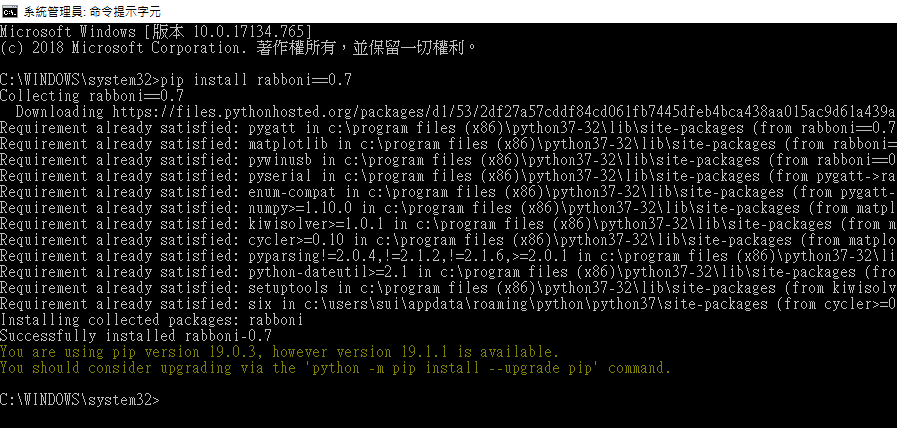 系統管理員: 命令提示字元
Microsoft Windows [版本 10.0.17134.765]
(c) 2018 Microsoft Corporation. 著作權所有，並保留一切權利。
C:\WINDOWS\system32>pip install rabboni==0.7
Collecting rabboni==0.7
Downloading https://files.pythonhosted.org/packages/d1/53/2df27a57cddf84cd061fb7445dfeb4bca438aa015ac9d61a439a
Requirement already satisfied: pygatt in c:\program files (x86)\python37-32\lib\site-packages (from rabboni==0.7
Requirement already satisfied: matplotlib in c:\program files (x86)\python37-32\lib\site-packages (from rabboni=
Requirement already satisfied: pywinusb in c:\program files (x86)\python37-32\lib\site-packages (from rabboni==0
Requirement already satisfied: pyserial in c:\program files (x86)\python37-32\lib\site-packages (from pygatt->ra
Requirement already satisfied: enum-compat in c:\program files (x86)\python37-32\lib\site-packages (from pygatt-
Requirement already satisfied: numpy>=1.10.0 in c:\program files (x86)\python37-32\lib\site-packages (from matpl
Requirement already satisfied: kiwisolver>=1.0.1 in c:\program files (x86)\python37-32\lib\site-packages (from m
Requirement already satisfied: cycler>=0.10 in c:\program files (x86)\python37-32\lib\site-packages (from matplo
Requirement already satisfied: pyparsing!=2.0.4,!=2.1.2,!=2.1.6,>=2.0.1 in c:\program files (x86)\python37-32\li
Requirement already satisfied: python-dateutil>=2.1 in c:\program files (x86)\python37-32\lib\site-packages (fro
Requirement already satisfied: setuptools in c:\program files (x86)\python37-32\lib\site-packages (from kiwisolv
Requirement already satisfied: six in c:\users\sui\appdata\roaming\python\python37\site-packages (from cycler>=0
Installing collected packages: rabboni
Successfully installed rabboni-0.7
You are using pip version 19.0.3, however version 19.1.1 is available.
You should consider upgrading via the 'python -m pip install --upgrade pip' command.
C:\WINDOWS\system32>